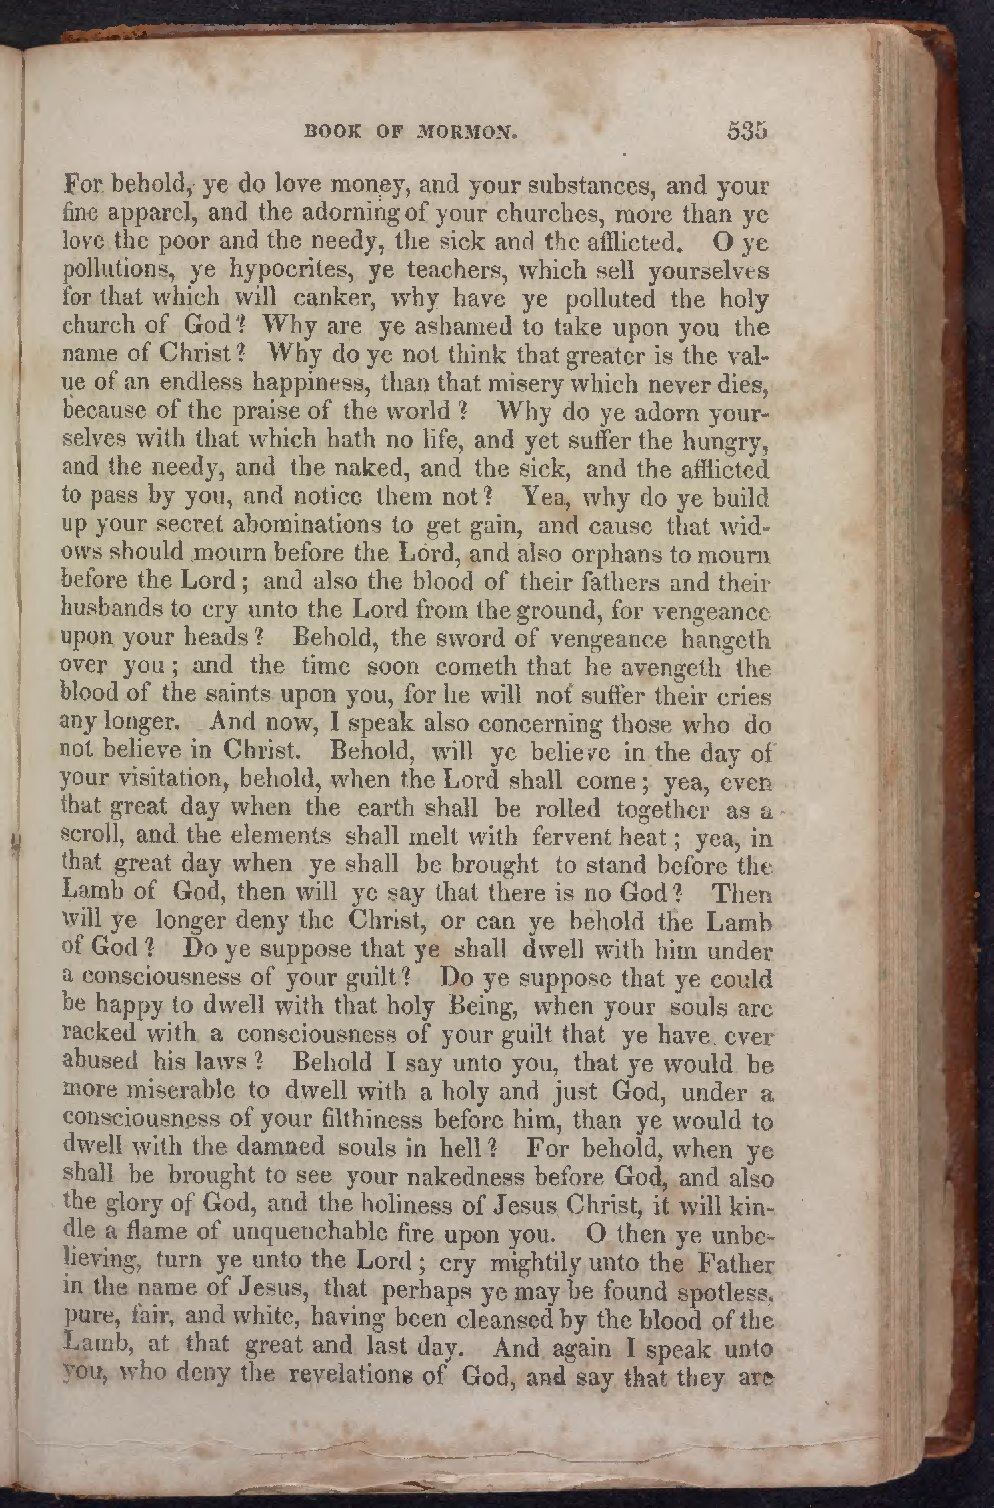 BOOK OF MORMON. 535
For behold, ye do love money, and your substances, and your
fine apparel, and the adorning of your churches, more than ye
love the poor and the needy, the sick and the afflicted. O ye
pollutions, ye hypocrites, ye teachers, which sell yourselves
for that which will canker, why have ye polluted the holy
church of God? Why are ye ashamed to take upon you the
name of Christ? Why do ye not think that greater is the val-
ue of an endless happiness, than that misery which never dies,
because of the praise of the world? Why do ye adorn your-
selves with that which hath no life, and yet suffer the hungry,
and the needy, and the naked, and the sick, and the afflicted
to pass by you, and notice them not? Yea, why do ye build
up your secret abominations to get gain, and cause that wid-
ows should mourn before the Lord, and also orphans to mourn
before the Lord; and also the blood of their fathers and their
husbands to cry unto the Lord from the ground, for vengeance
upon your heads? Behold, the sword of vengeance hangeth
over you; and the time soon cometh that he avengeth the
blood of the saints upon you, for he will not suffer their cries
any longer. And now, I speak also concerning those who do
not believe in Christ. Behold, will ye believe in the day of
your visitation, behold, when the Lord shall come; yea, even
that great day when the earth shall be rolled together as a
scroll, and the elements shall melt with fervent heat; yea, in
that great day when ye shall be brought to stand before the
Lamb of God, then will ye say that there is no God? Then
will ye longer deny the Christ, or can ye behold the Lamb
of God? Do ye suppose that ye shall dwell with him under
a consciousness of your guilt? Do ye suppose that ye could
be happy to dwell with that holy Being, when your souls are
racked with a consciousness of your guilt that ye have ever
abused his laws? Behold I say unto you, that ye would be
more miserable to dwell with a holy and just God, under a
consciousness of your filthiness before him, than ye would to
dwell with the damned souls in hell? For behold, when ye
shall be brought to see your nakedness before God, and also
the glory of God, and the holiness of Jesus Christ, it will kin-
dle a flame of unquenchable fire upon you. O then ye unbe-
lieving, turn ye unto the Lord; cry mightily unto the Father
in the name of Jesus, that perhaps ye may be found spotless,
pure, fair, and white, having been cleansed by the blood of the
Lamb, at that great and last day. And again I speak unto
you, who deny the revelations of God, and say that they are